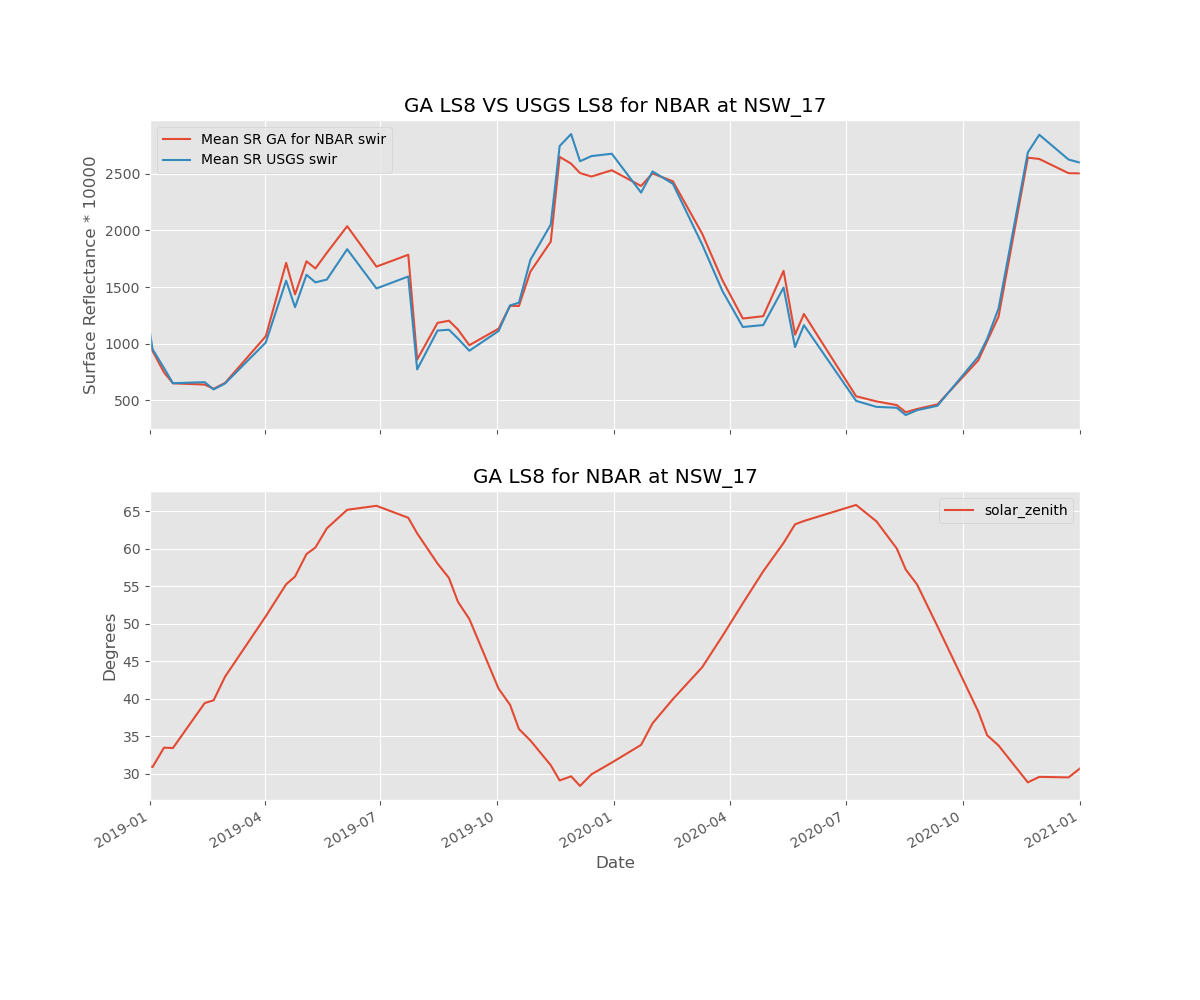 GA LS8 VS USGS LS8 for NBAR at NSW_17
Mean SR GA for NBAR swir
Mean SR USGS swir
Surface Reflectance * 10000
2500
2000
1500
1000
500
GA LS8 for NBAR at NSW_17
solar_zenith
Degrees
65
60
55
50
45
40
35
30
2019-01
2019-04
2019-07
2019-10
2020-01
2020-04
2020-07
2020-10
2021-01
Date